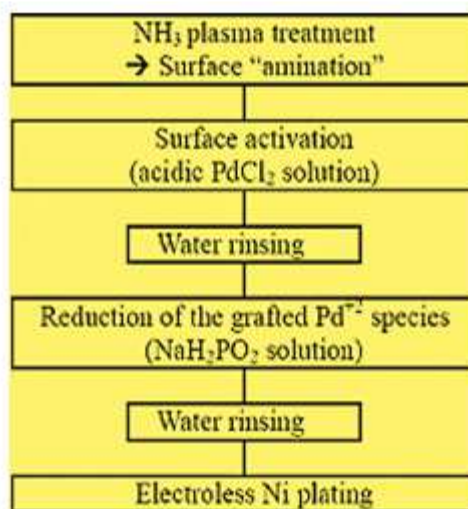 NH₃ plasma treatment
➔ Surface “amination”
Surface activation
(acidic PdCl₂ solution)
Water rinsing
Reduction of the grafted Pd⁺² species
(NaH₂PO₂ solution)
Water rinsing
Electroless Ni plating